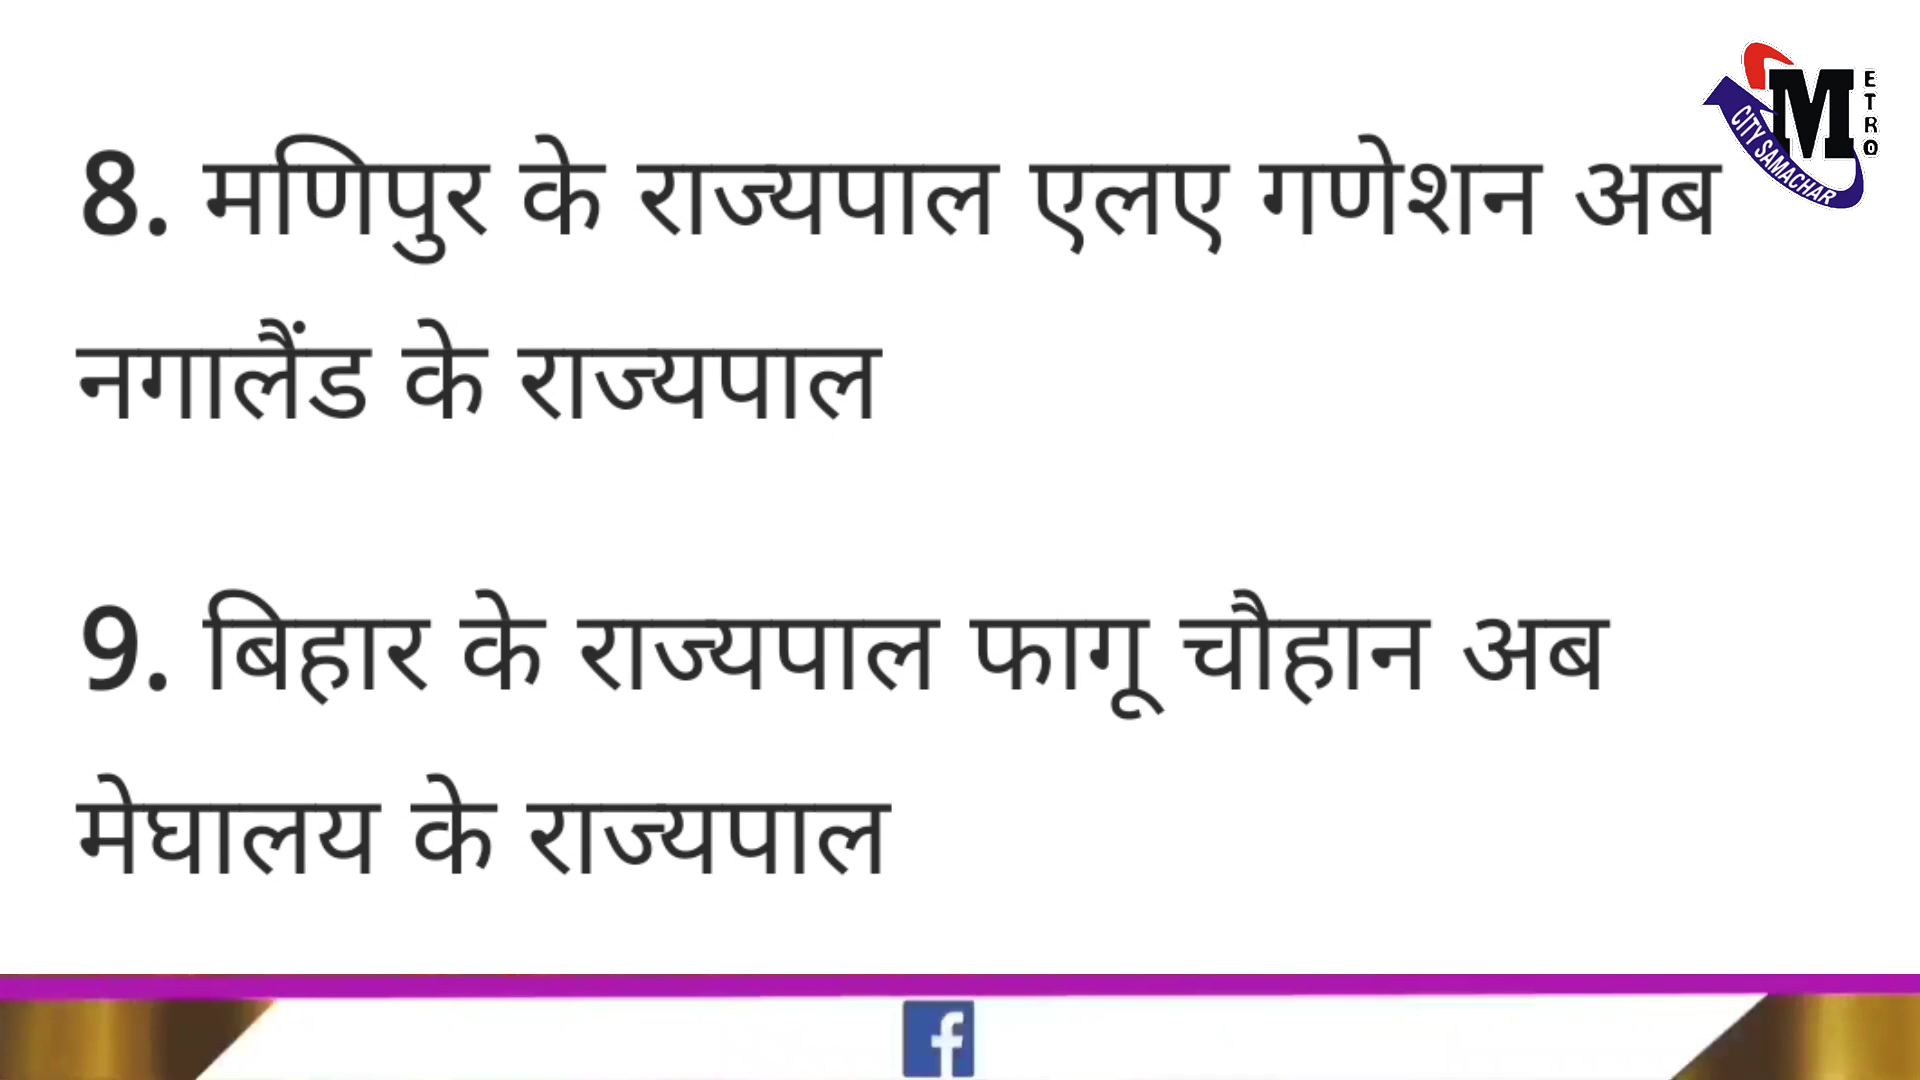 8. मणिपुर के राज्यपाल एलए गणेशन अब
नगालैंड के राज्यपाल
9. बिहार के राज्यपाल फागू चौहान अब
मेघालय के राज्यपाल
METRO
CITY SAMACHAR
f